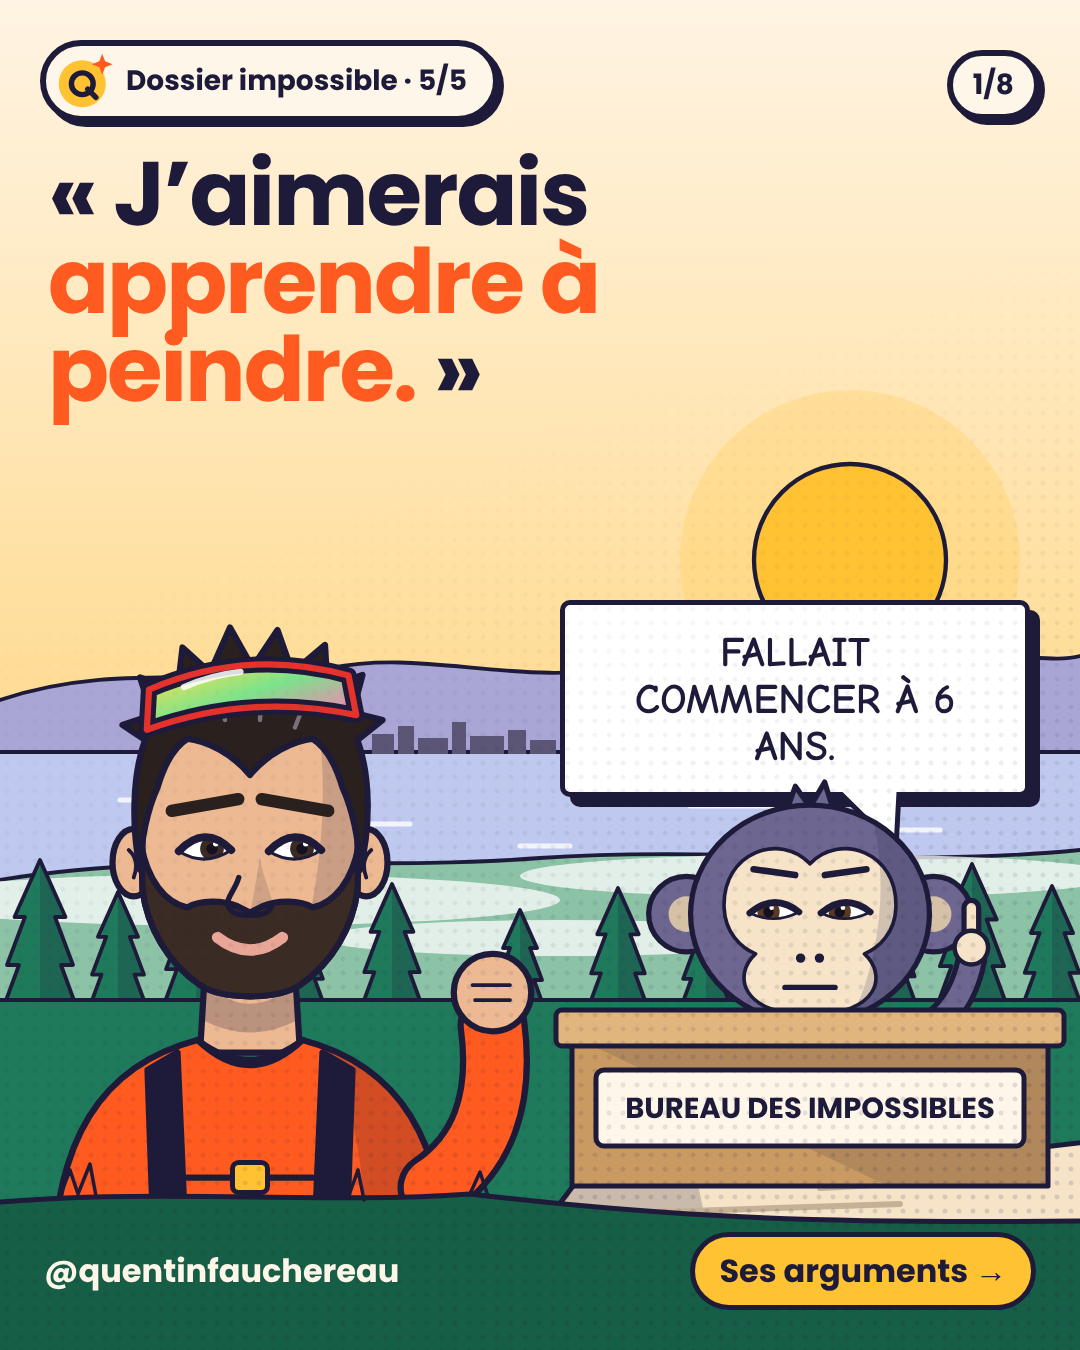 Q Dossier impossible · 5/5
1/8
« J’aimerais
apprendre à
peindre. »
FALLAIT
COMMENCER À 6
ANS.
BUREAU DES IMPOSSIBLES
@quentinfauchereau
Ses arguments →